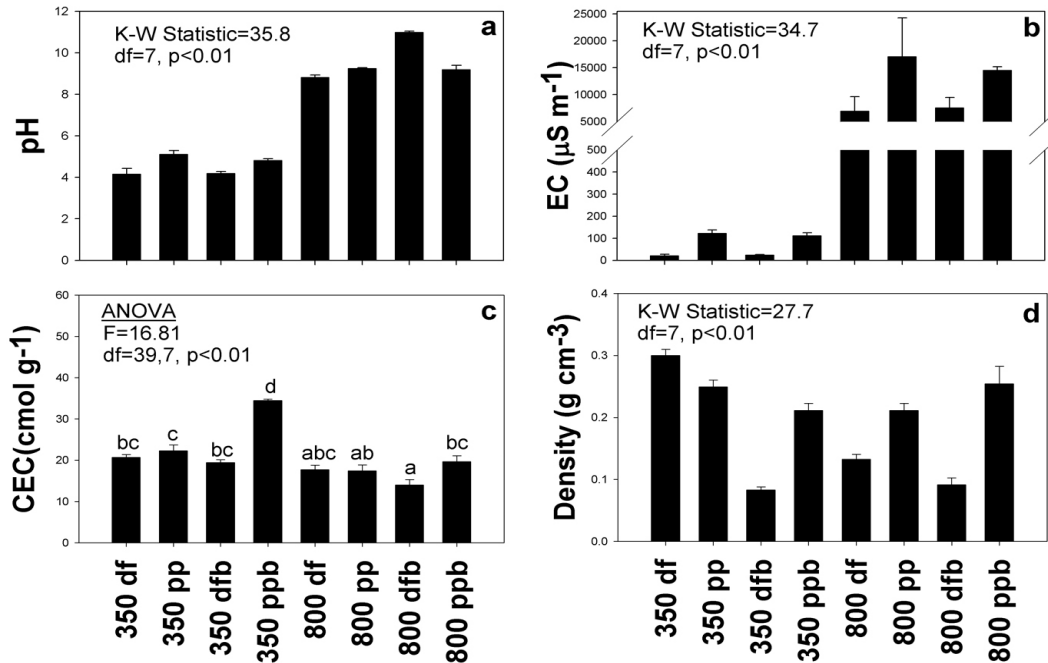 K-W Statistic=35.8
df=7, p<0.01
a
pH
12
10
8
6
4
2
0
K-W Statistic=34.7
df=7, p<0.01
b
EC (µS m-1)
25000
20000
15000
10000
5000
500
400
300
200
100
0
ANOVA
F=16.81
df=39,7, p<0.01
c
CEC(cmol g-1)
60
50
40
30
20
10
0
bc
c
bc
d
abc
ab
a
bc
350 df
350 pp
350 dfb
350 ppb
800 df
800 pp
800 dfb
800 ppb
K-W Statistic=27.7
df=7, p<0.01
d
Density (g cm-3)
0.4
0.3
0.2
0.1
0.0
350 df
350 pp
350 dfb
350 ppb
800 df
800 pp
800 dfb
800 ppb